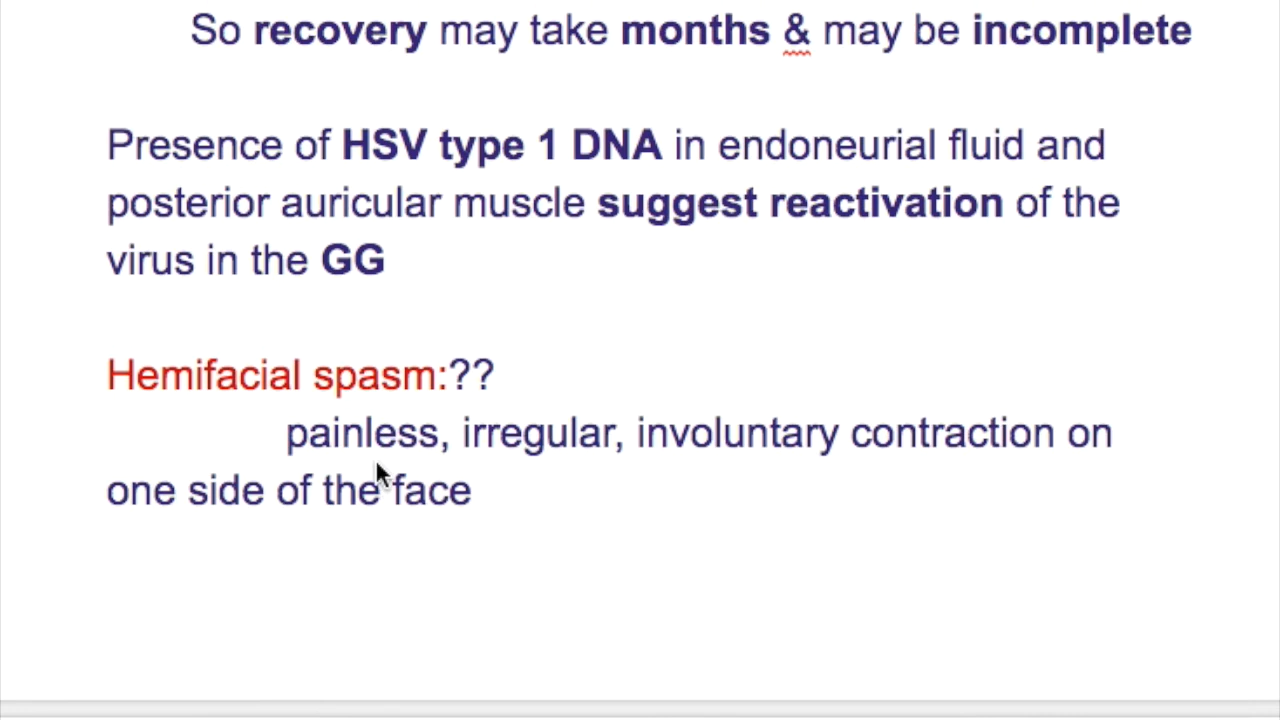 So recovery may take months & may be incomplete
Presence of HSV type 1 DNA in endoneurial fluid and
posterior auricular muscle suggest reactivation of the
virus in the GG
Hemifacial spasm:??
painless, irregular, involuntary contraction on
one side of the face